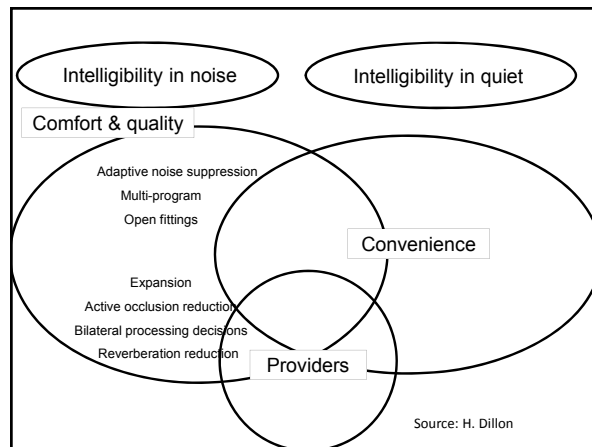 Intelligibility in noise
Intelligibility in quiet
Comfort & quality
Adaptive noise suppression
Multi-program
Open fittings
Convenience
Expansion
Active occlusion reduction
Bilateral processing decisions
Reverberation reduction
Providers
Source: H. Dillon